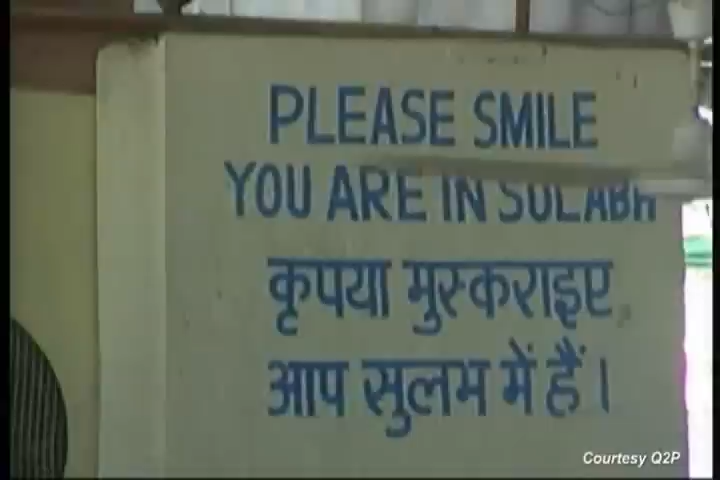 PLEASE SMILE
YOU ARE IN SULABH
कृपया मुस्कराइए
आप सुलभ में हैं।
Courtesy Q2P